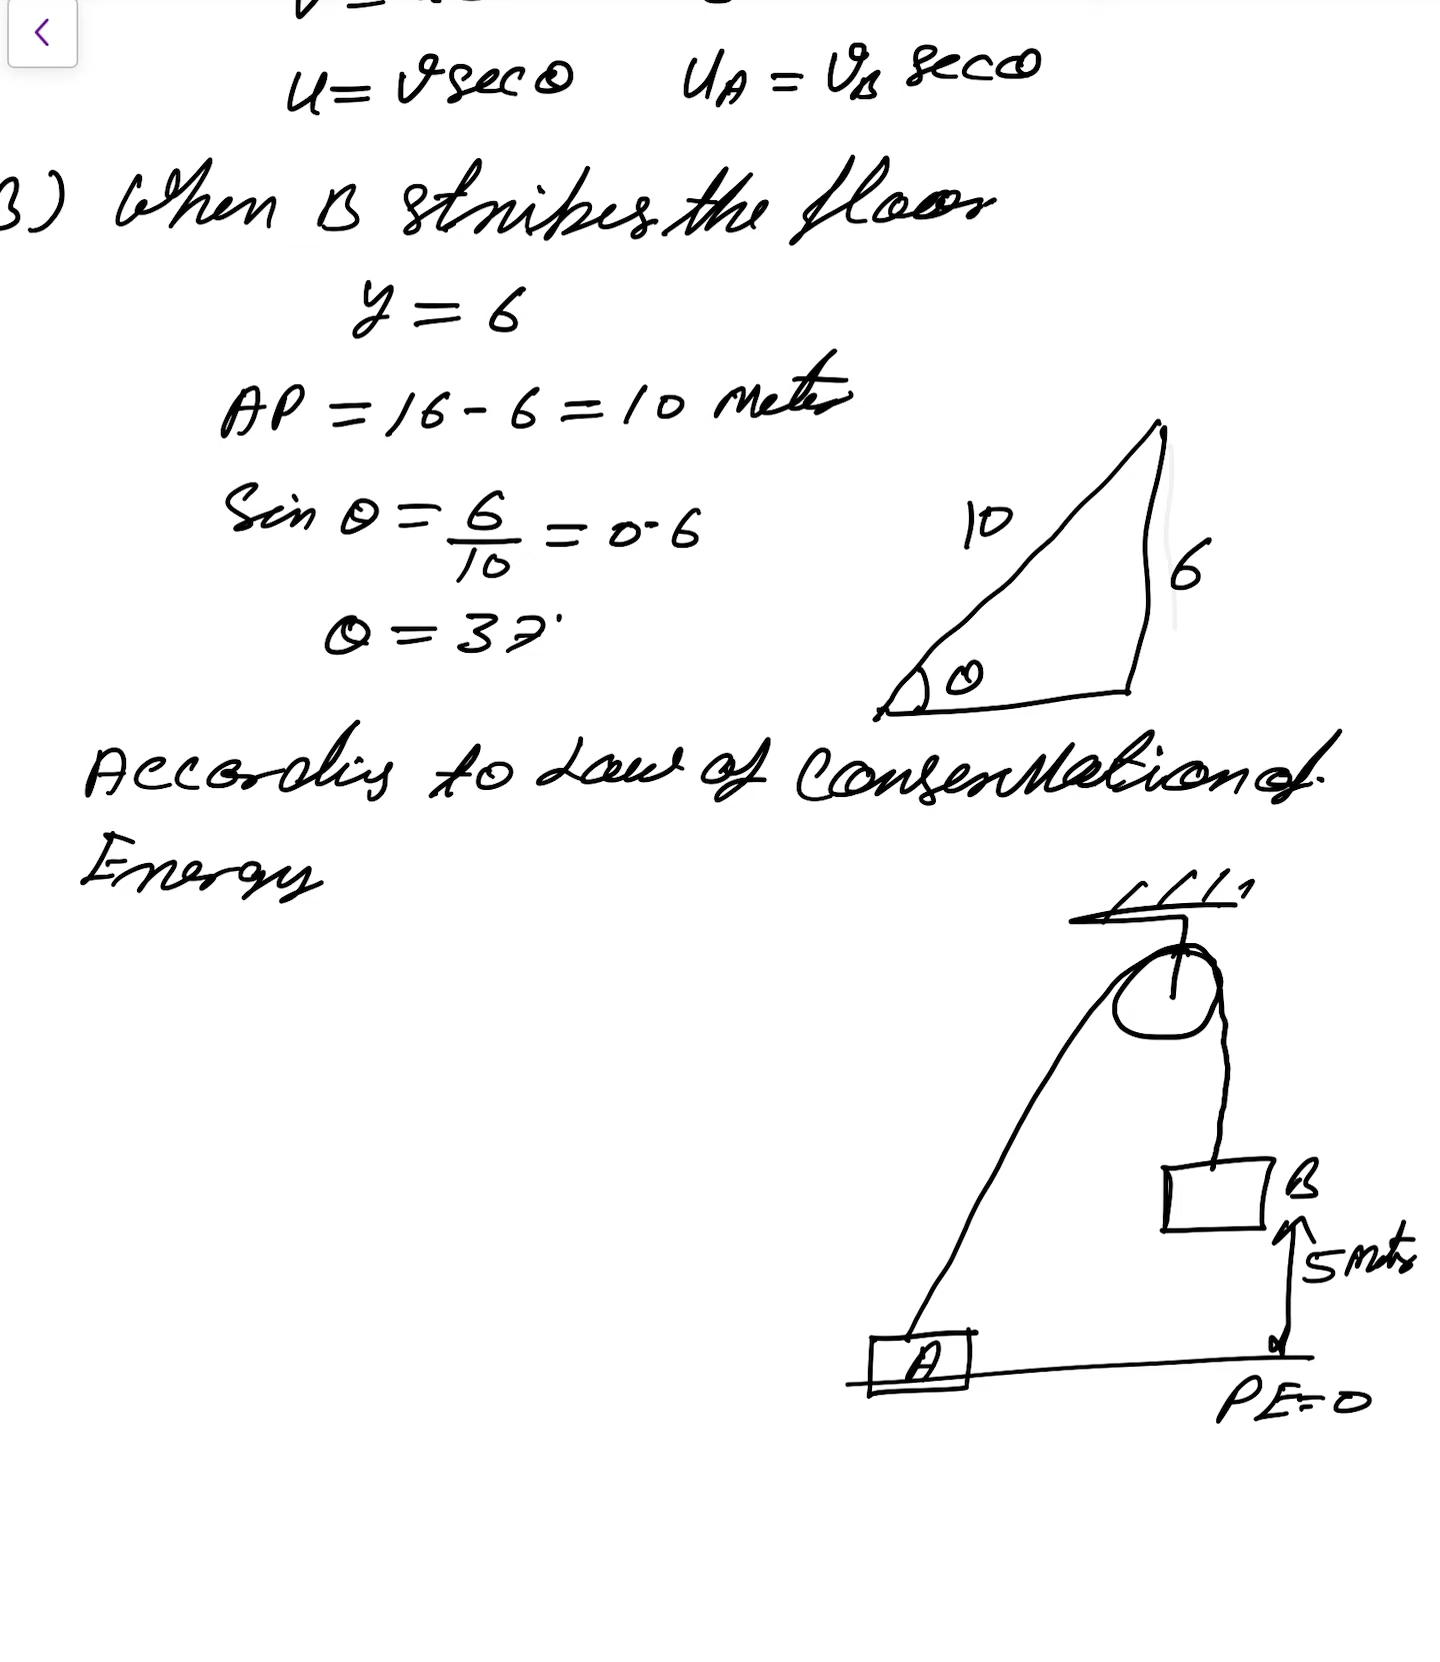 u = v sec θ   u_A = v_B sec θ
3) When B strikes the floor
y = 6
AP = 16 - 6 = 10 meter
Sin θ = 6/10 = 0.6
10
6
θ
θ = 37°
According to Law of Conservation of
Energy
B
5 mts
A
PE = 0